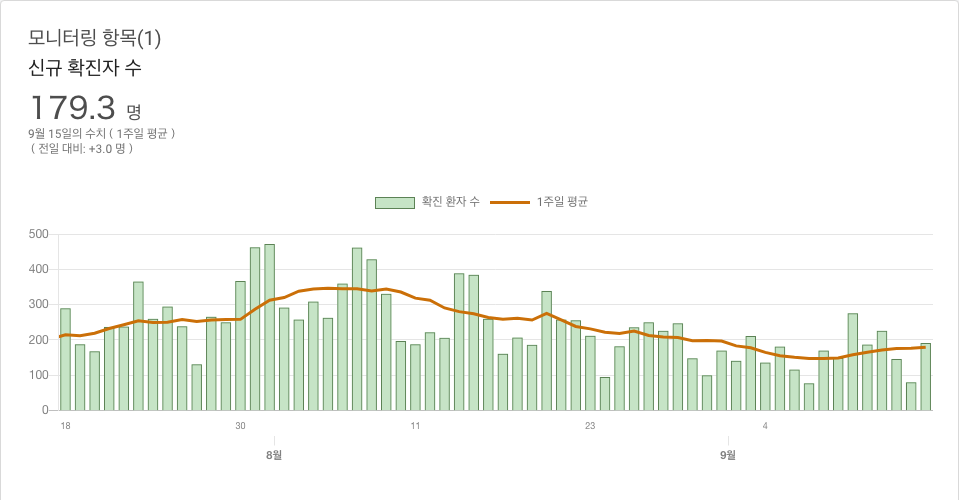 모니터링 항목(1)
신규 확진자 수
179.3 명
9월 15일의 수치 ( 1주일 평균 )
( 전일 대비: +3.0 명 )
확진 환자 수 1주일 평균
500
400
300
200
100
0
18 30 11 23 4
8월 9월